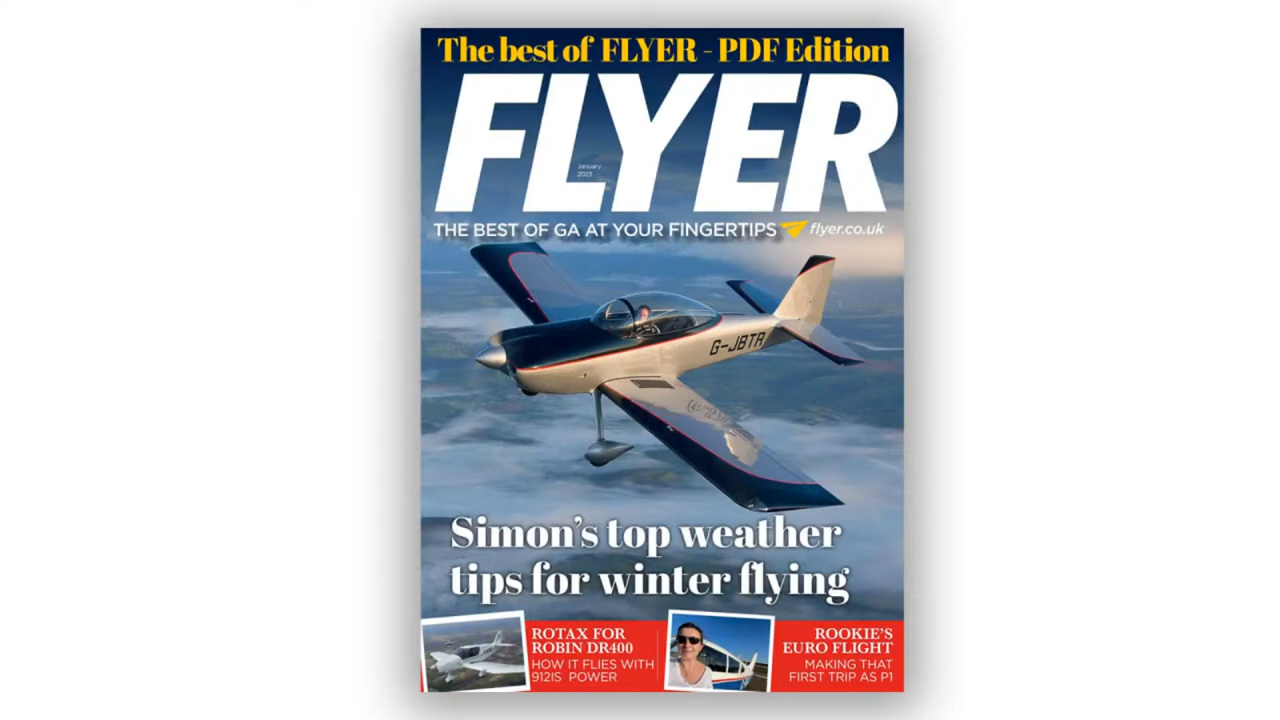 The best of FLYER - PDF Edition
FLYER
January
2023
THE BEST OF GA AT YOUR FINGERTIPS flyer.co.uk
G-JBTR
Simon's top weather
tips for winter flying
ROTAX FOR
ROBIN DR400
HOW IT FLIES WITH
912IS POWER
ROOKIE'S
EURO FLIGHT
MAKING THAT
FIRST TRIP AS P1